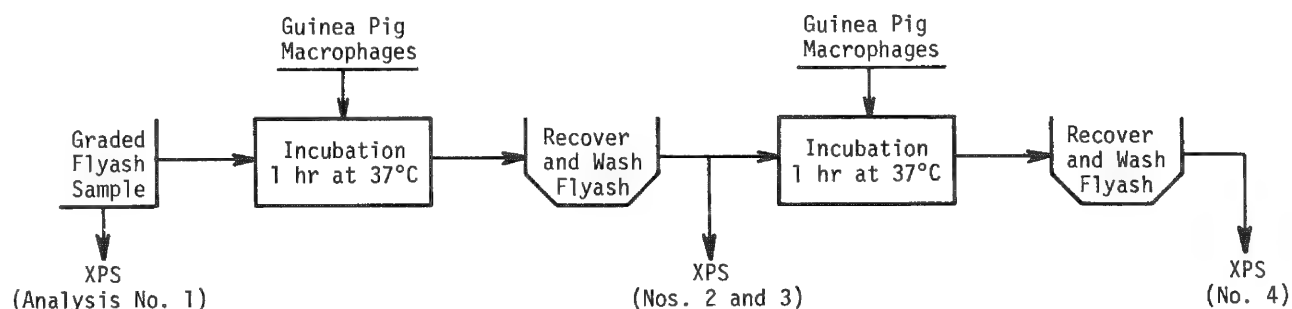 Guinea Pig
Macrophages
Guinea Pig
Macrophages
Graded
Flyash
Sample
Incubation
1 hr at 37°C
Recover
and Wash
Flyash
Incubation
1 hr at 37°C
Recover
and Wash
Flyash
XPS
(Analysis No. 1)
XPS
(Nos. 2 and 3)
XPS
(No. 4)